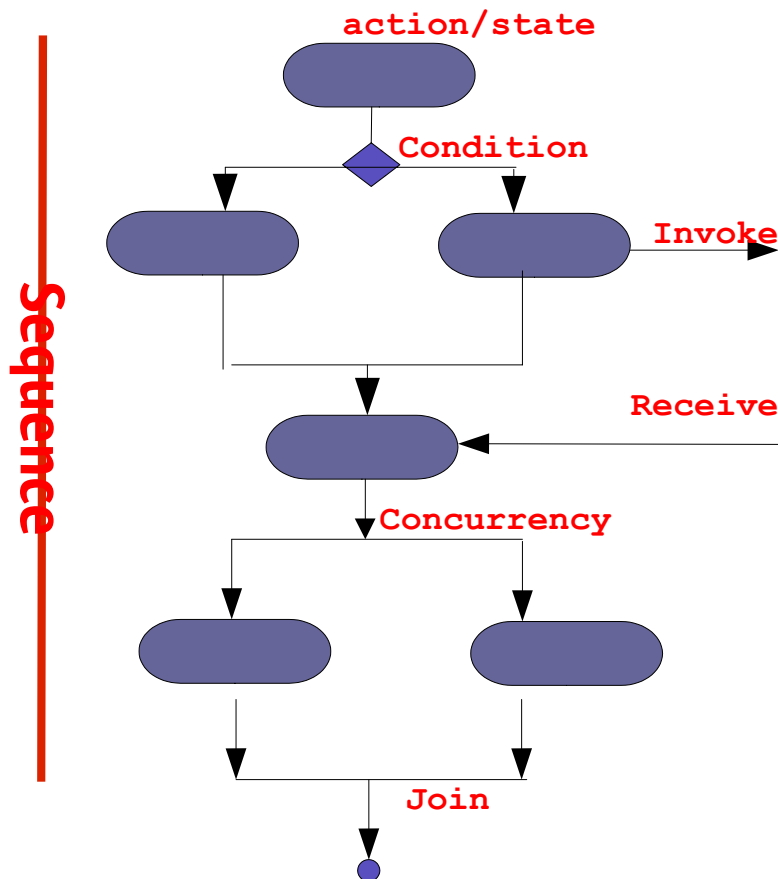 action/state
Condition
Invoke
Sequence
Receive
Concurrency
Join